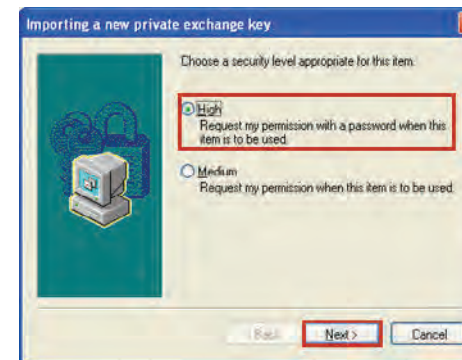 Importing a new private exchange key
Choose a security level appropriate for this item.
High
Request my permission with a password when this
item is to be used.
Medium
Request my permission when this item is to be used.
< Back
Next >
Cancel